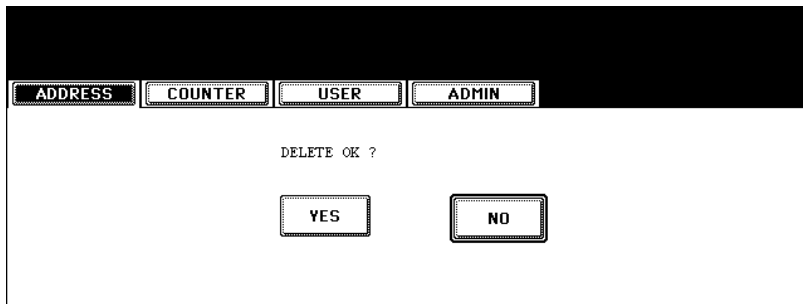 ADDRESS COUNTER USER ADMIN
DELETE OK ?
YES NO